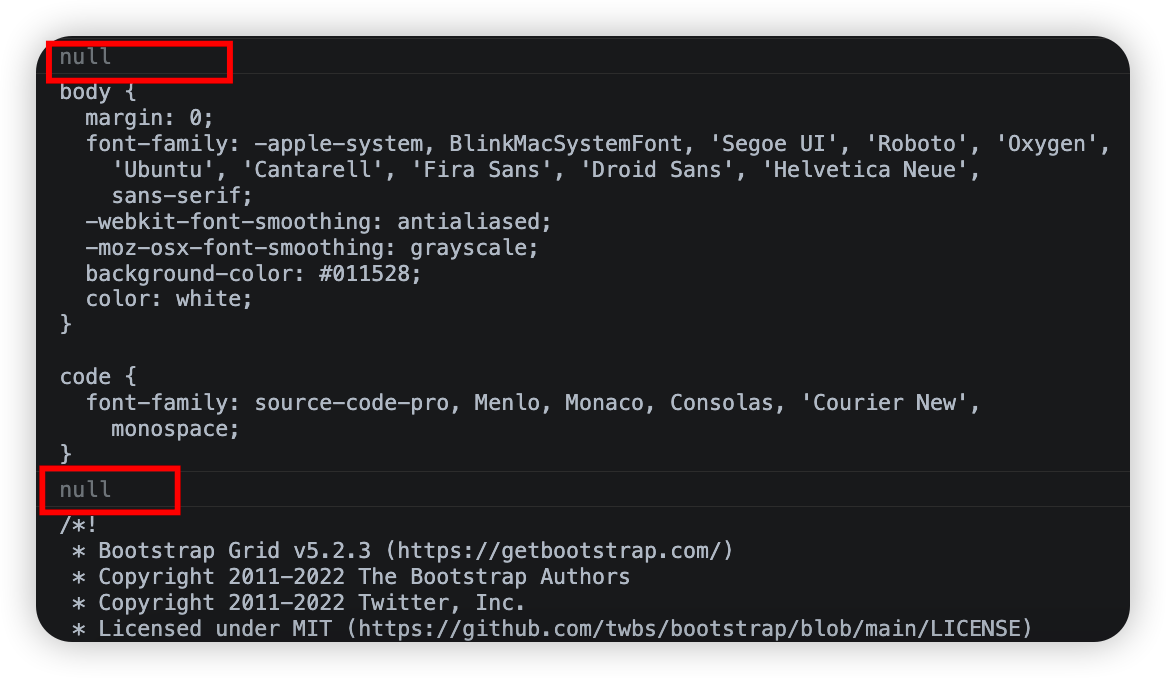 null
body {
  margin: 0;
  font-family: -apple-system, BlinkMacSystemFont, 'Segoe UI', 'Roboto', 'Oxygen',
    'Ubuntu', 'Cantarell', 'Fira Sans', 'Droid Sans', 'Helvetica Neue',
    sans-serif;
  -webkit-font-smoothing: antialiased;
  -moz-osx-font-smoothing: grayscale;
  background-color: #011528;
  color: white;
}

code {
  font-family: source-code-pro, Menlo, Monaco, Consolas, 'Courier New',
    monospace;
}
null
/*!
 * Bootstrap Grid v5.2.3 (https://getbootstrap.com/)
 * Copyright 2011-2022 The Bootstrap Authors
 * Copyright 2011-2022 Twitter, Inc.
 * Licensed under MIT (https://github.com/twbs/bootstrap/blob/main/LICENSE)